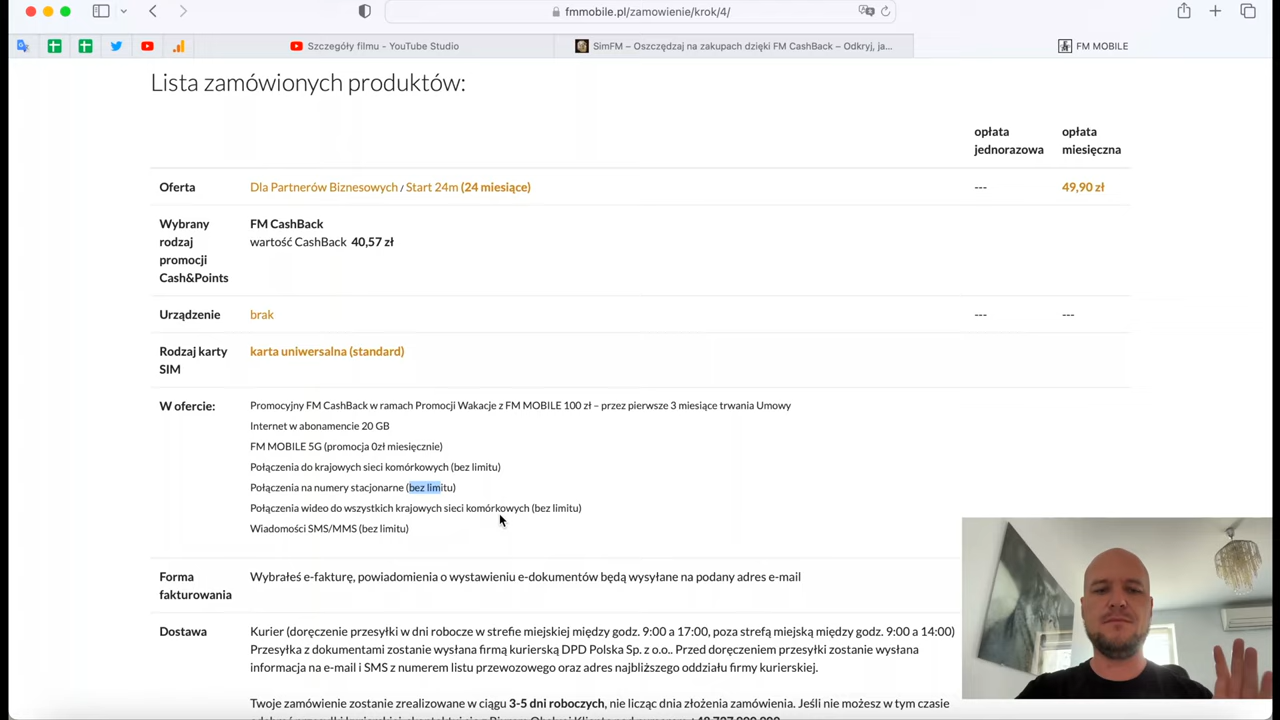 fmmobile.pl/zamowienie/krok/4/
Szczegóły filmu - YouTube Studio
SimFM – Oszczędzaj na zakupach dzięki FM CashBack – Odkryj, ja...
FM MOBILE
Lista zamówionych produktów:
opłata jednorazowa
opłata miesięczna
Oferta
Dla Partnerów Biznesowych / Start 24m (24 miesiące)
---
49,90 zł
Wybrany
rodzaj
promocji
Cash&Points
FM CashBack
wartość CashBack 40,57 zł
Urządzenie
brak
---
---
Rodzaj karty
SIM
karta uniwersalna (standard)
W ofercie:
Promocyjny FM CashBack w ramach Promocji Wakacje z FM MOBILE 100 zł – przez pierwsze 3 miesiące trwania Umowy
Internet w abonamencie 20 GB
FM MOBILE 5G (promocja 0zł miesięcznie)
Połączenia do krajowych sieci komórkowych (bez limitu)
Połączenia na numery stacjonarne (bez limitu)
Połączenia wideo do wszystkich krajowych sieci komórkowych (bez limitu)
Wiadomości SMS/MMS (bez limitu)
Forma
fakturowania
Wybrałeś e-fakturę, powiadomienia o wystawieniu e-dokumentów będą wysyłane na podany adres e-mail
Dostawa
Kurier (doręczenie przesyłki w dni robocze w strefie miejskiej między godz. 9:00 a 17:00, poza strefą miejską między godz. 9:00 a 14:00)
Przesyłka z dokumentami zostanie wysłana firmą kurierską DPD Polska Sp. z o.o.. Przed doręczeniem przesyłki zostanie wysłana
informacja na e-mail i SMS z numerem listu przewozowego oraz adres najbliższego oddziału firmy kurierskiej.
Twoje zamówienie zostanie zrealizowane w ciągu 3-5 dni roboczych, nie licząc dnia złożenia zamówienia. Jeśli nie możesz w tym czasie